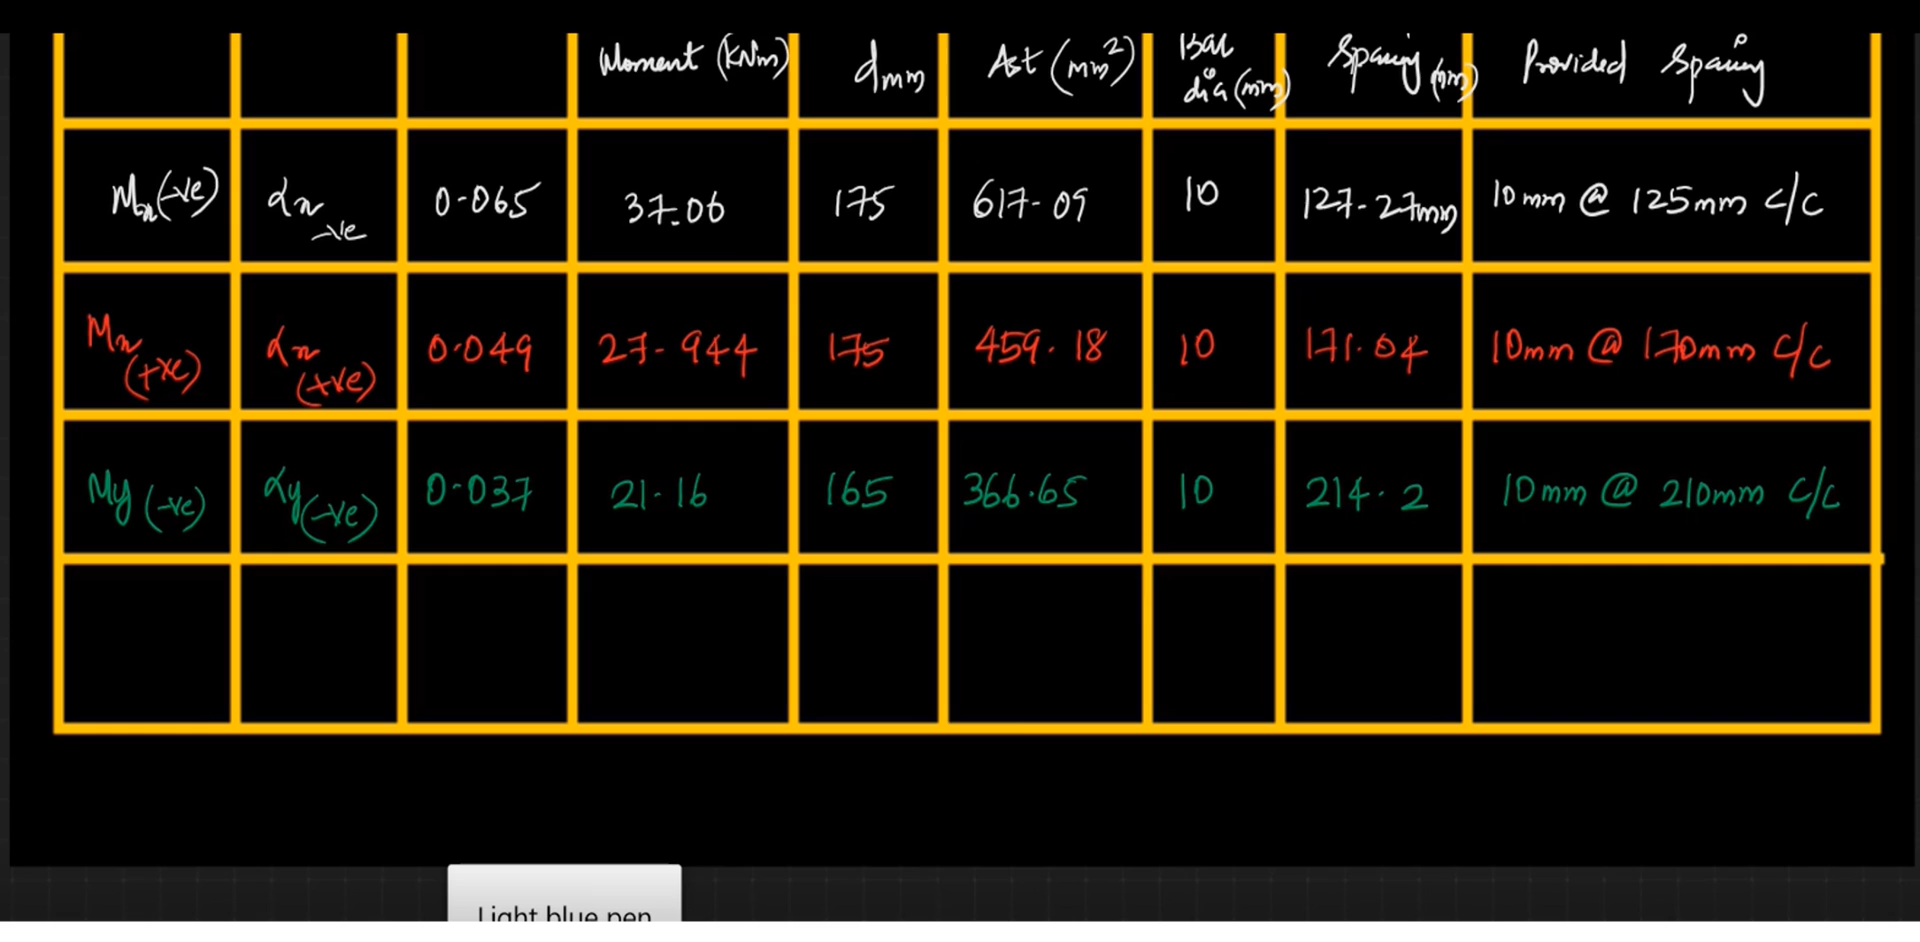 Moment (kNm) dmm Ast (mm²) Bar dia (mm) Spacing (mm) Provided Spacing
Mx(-ve) αx -ve 0.065 37.06 175 617.09 10 127.27mm 10mm @ 125mm c/c
Mx (+ve) αx (+ve) 0.049 27.944 175 459.18 10 171.04 10mm @ 170mm c/c
My (-ve) αy(-ve) 0.037 21.16 165 366.65 10 214.2 10mm @ 210mm c/c
Light blue pen